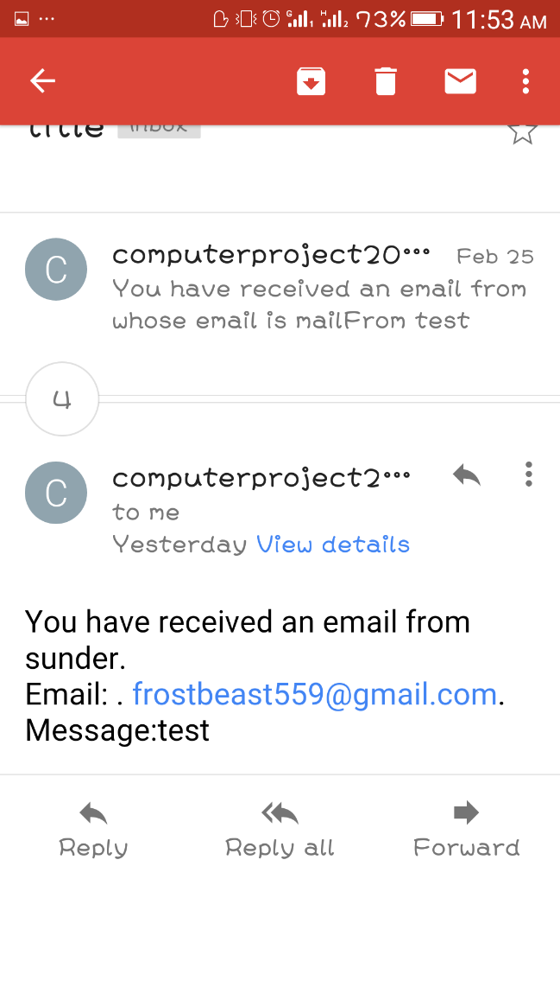 G 1 H 2 73% 11:53 AM
title Inbox
C computerproject20••• Feb 25
You have received an email from
whose email is mailFrom test
4
C computerproject2•••
to me
Yesterday View details
You have received an email from
sunder.
Email: . frostbeast559@gmail.com.
Message:test
Reply Reply all Forward